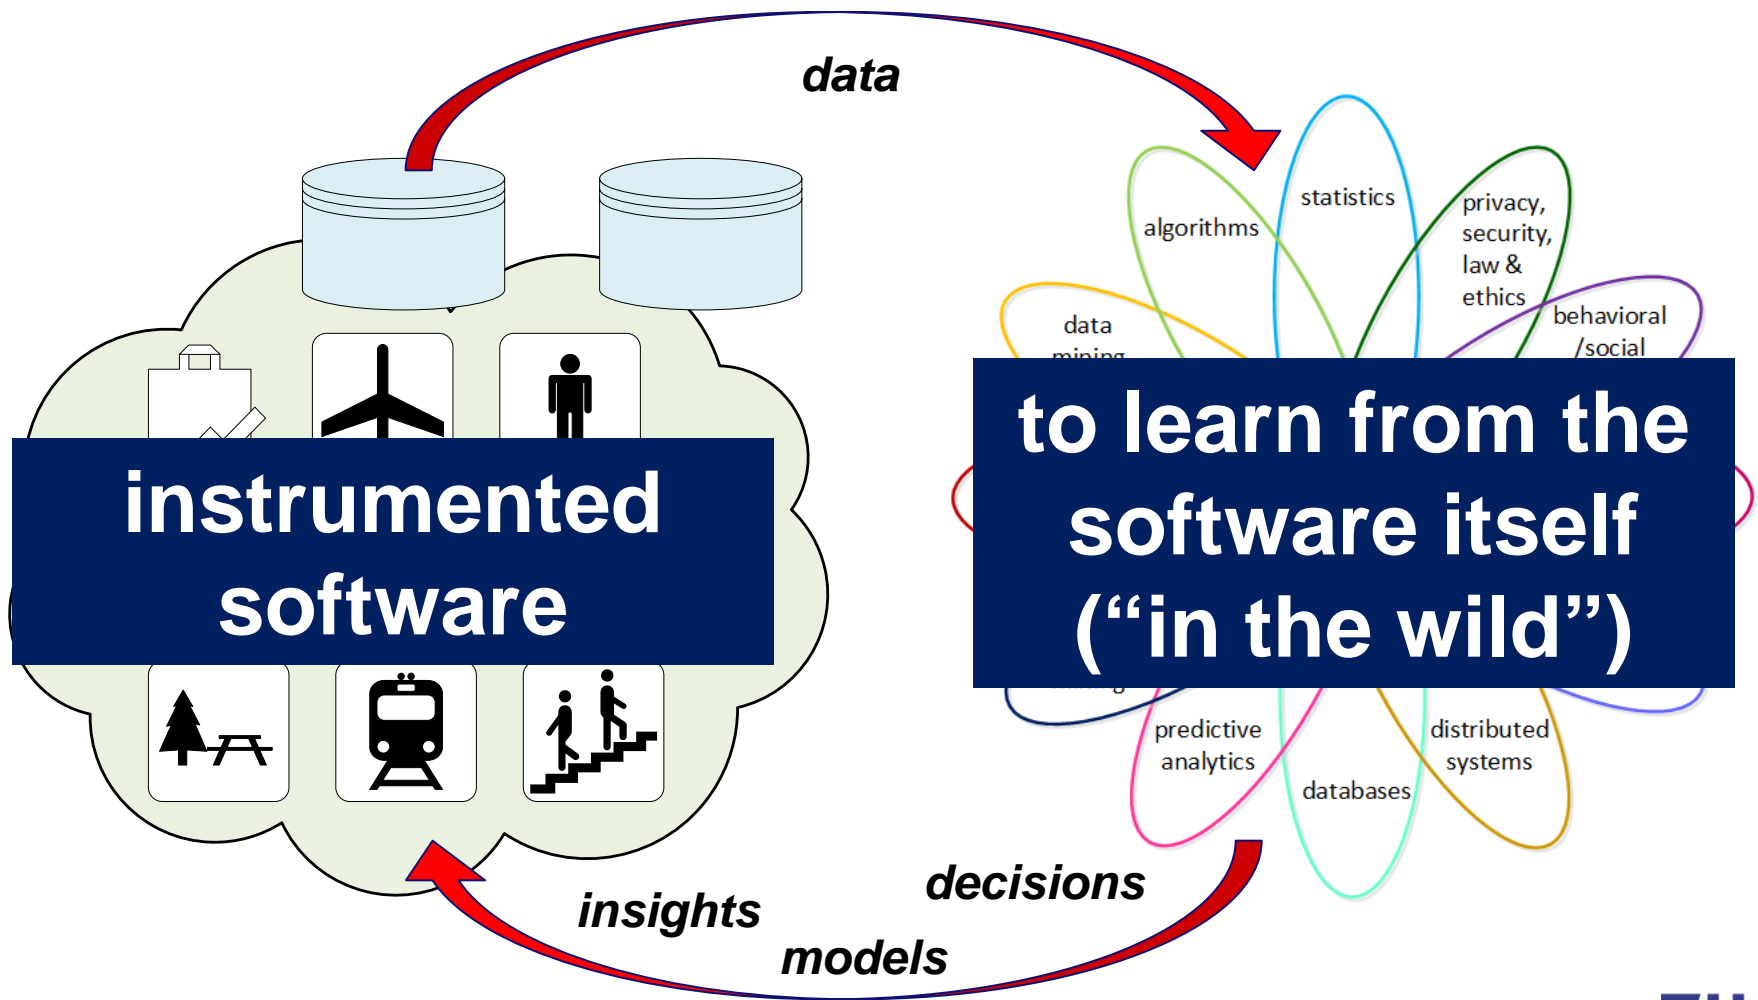 data
statistics
algorithms
privacy,
security,
law &
ethics
data
mining
behavioral
/social
instrumented
software
to learn from the
software itself
(“in the wild”)
predictive
analytics
databases
distributed
systems
insights
decisions
models